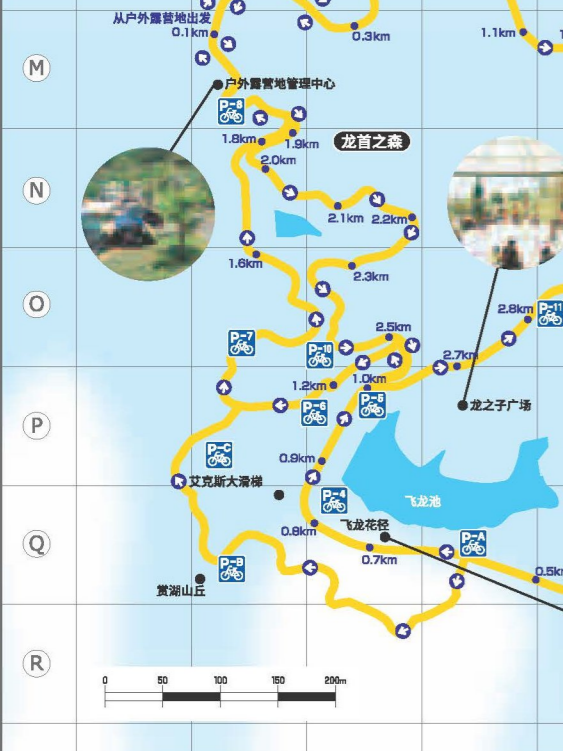 从户外露营地出发
0.1km
0.3km
1.1km
M
户外露营地管理中心
P-8
1.8km
1.9km
龙首之森
2.0km
N
2.1km
2.2km
1.6km
2.3km
O
2.8km
P-11
2.5km
P-7
P-10
2.7km
1.0km
1.2km
P-5
P-6
龙之子广场
P
P-C
0.9km
艾克斯大滑梯
P-4
飞龙池
0.8km
飞龙花径
Q
P-A
0.7km
P-B
0.5km
赏湖山丘
R
0 50 100 150 200m